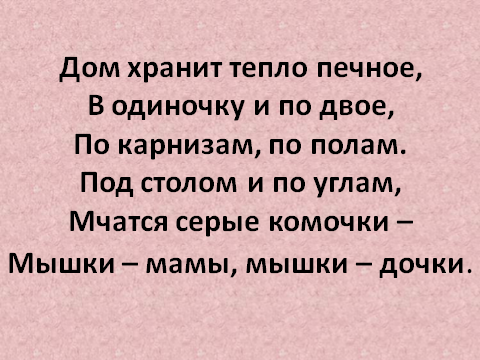 Дом хранит тепло печное,
В одиночку и по двое,
По карнизам, по полам.
Под столом и по углам,
Мчатся серые комочки –
Мышки – мамы, мышки – дочки.